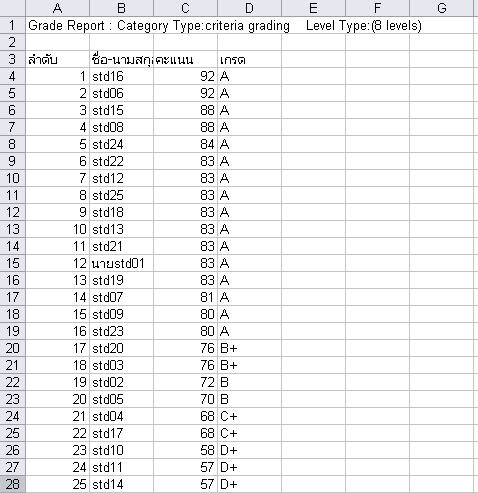 A B C D E F G
1 Grade Report : Category Type:criteria grading Level Type:(8 levels)
2
3 ลำดับ ชื่อ-นามสกุ คะแนน เกรด
4 1 std16 92 A
5 2 std06 92 A
6 3 std15 88 A
7 4 std08 88 A
8 5 std24 84 A
9 6 std22 83 A
10 7 std12 83 A
11 8 std25 83 A
12 9 std18 83 A
13 10 std13 83 A
14 11 std21 83 A
15 12 นายstd01 83 A
16 13 std19 83 A
17 14 std07 81 A
18 15 std09 80 A
19 16 std23 80 A
20 17 std20 76 B+
21 18 std03 76 B+
22 19 std02 72 B
23 20 std05 70 B
24 21 std04 68 C+
25 22 std17 68 C+
26 23 std10 58 D+
27 24 std11 57 D+
28 25 std14 57 D+